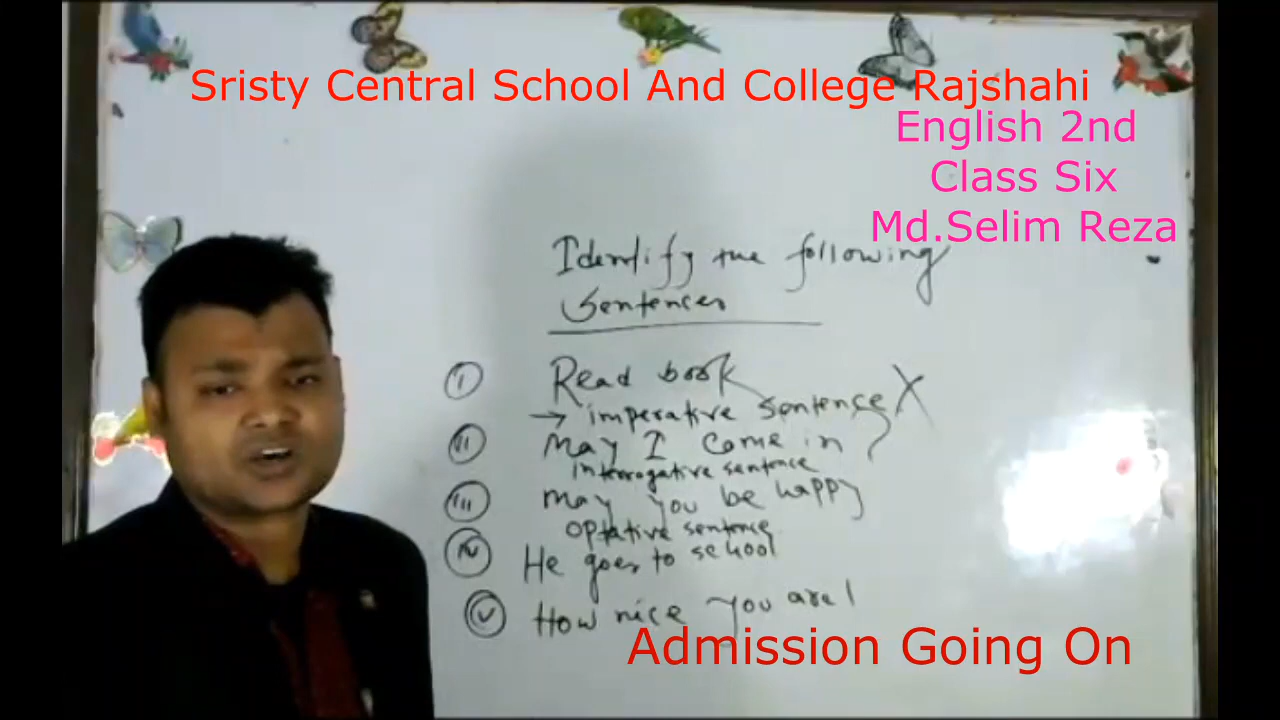 Sristy Central School And College Rajshahi
English 2nd
Class Six
Md.Selim Reza
Identify the following
Sentences
i Read book
→ imperative sentence X
ii May I come in ?
interrogative sentence
iii May you be happy
optative sentence
iv He goes to school
v How nice you are!
Admission Going On